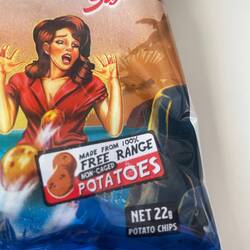 MADE FROM 100%
FREE RANGE
NON-CAGED
POTATOES
NET 22g
POTATO CHIPS